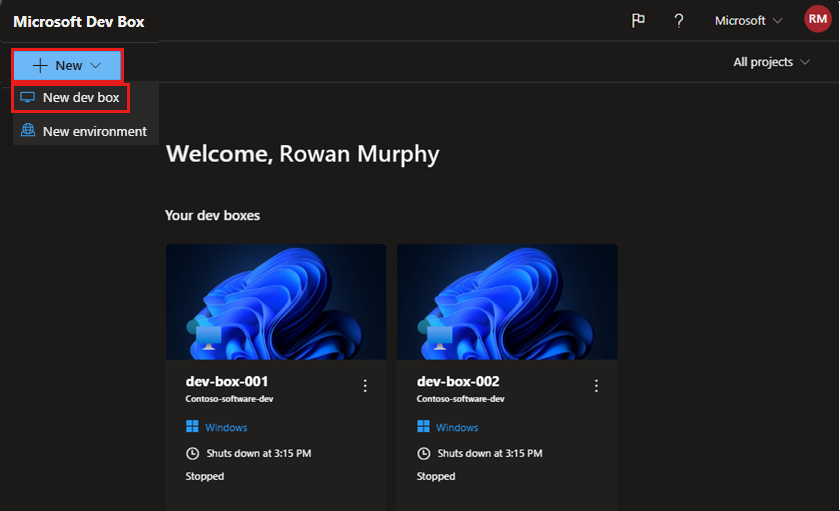 Microsoft Dev Box
?
Microsoft
RM
New
All projects
New dev box
New environment
Welcome, Rowan Murphy
Your dev boxes
dev-box-001
Contoso-software-dev
Windows
Shuts down at 3:15 PM
Stopped
dev-box-002
Contoso-software-dev
Windows
Shuts down at 3:15 PM
Stopped